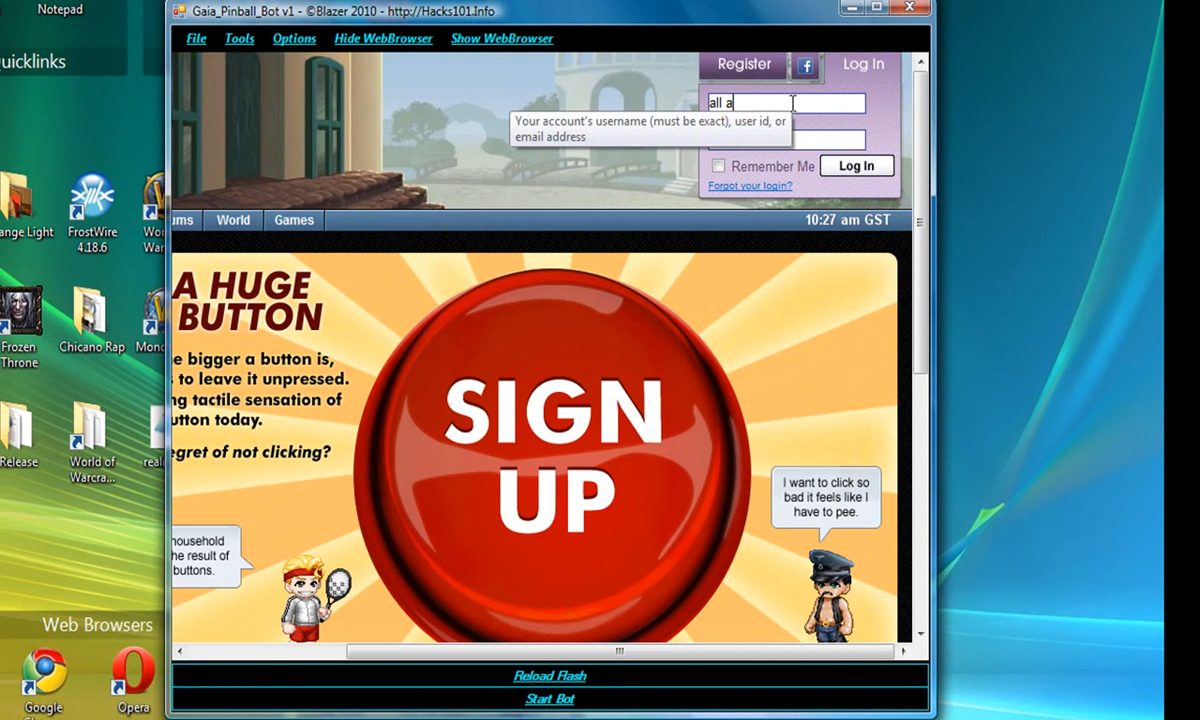 Notepad
Gaia_Pinball_Bot v1 - ©Blazer 2010 - http://Hacks101.Info
File Tools Options Hide WebBrowser Show WebBrowser
uicklinks
Register f Log In
all a
Your account's username (must be exact), user id, or
email address
Remember Me Log In
Forgot your login?
ums World Games 10:27 am GST
ange Light
FrostWire
4.18.6
Wor
War
A HUGE
BUTTON
e bigger a button is,
s to leave it unpressed.
ng tactile sensation of
utton today.
egret of not clicking?
SIGN
UP
I want to click so
bad it feels like I
have to pee.
household
he result of
buttons.
Frozen
Throne
Chicano Rap
Mono
Release
World of
Warcra...
reali
Web Browsers
Google
Opera
Reload Flash
Start Bot